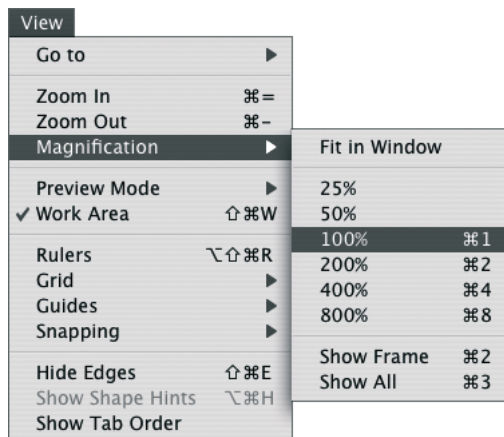 View
Go to
Zoom In ⌘=
Zoom Out ⌘-
Magnification
Preview Mode
✓ Work Area ⇧⌘W
Rulers ⌥⇧⌘R
Grid
Guides
Snapping
Hide Edges ⇧⌘E
Show Shape Hints ⌥⌘H
Show Tab Order
Fit in Window
25%
50%
100% ⌘1
200% ⌘2
400% ⌘4
800% ⌘8
Show Frame ⌘2
Show All ⌘3